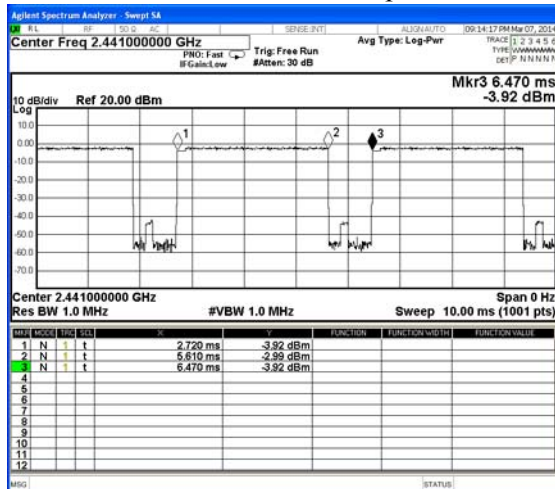 Agilent Spectrum Analyzer - Swept SA
RL RF 50 Ω AC SENSE:INT ALIGNAUTO 09:14:17 PM Mar 07, 2014
Center Freq 2.441000000 GHz Avg Type: Log-Pwr TRACE 1 2 3 4 5 6
PNO: Fast Trig: Free Run TYPE
IFGain:Low #Atten: 30 dB DET P N N N N
Mkr3 6.470 ms
10 dB/div Ref 20.00 dBm -3.92 dBm
Log
10.0
1 2 3
0.00
-10.0
-20.0
-30.0
-40.0
-50.0
-60.0
-70.0
Center 2.441000000 GHz Span 0 Hz
Res BW 1.0 MHz #VBW 1.0 MHz Sweep 10.00 ms (1001 pts)
MKR MODE TRC SCL X Y FUNCTION FUNCTION WIDTH FUNCTION VALUE
1 N 1 t 2.720 ms -3.92 dBm
2 N 1 t 5.610 ms -2.99 dBm
3 N 1 t 6.470 ms -3.92 dBm
4
5
6
7
8
9
10
11
12
MSG STATUS